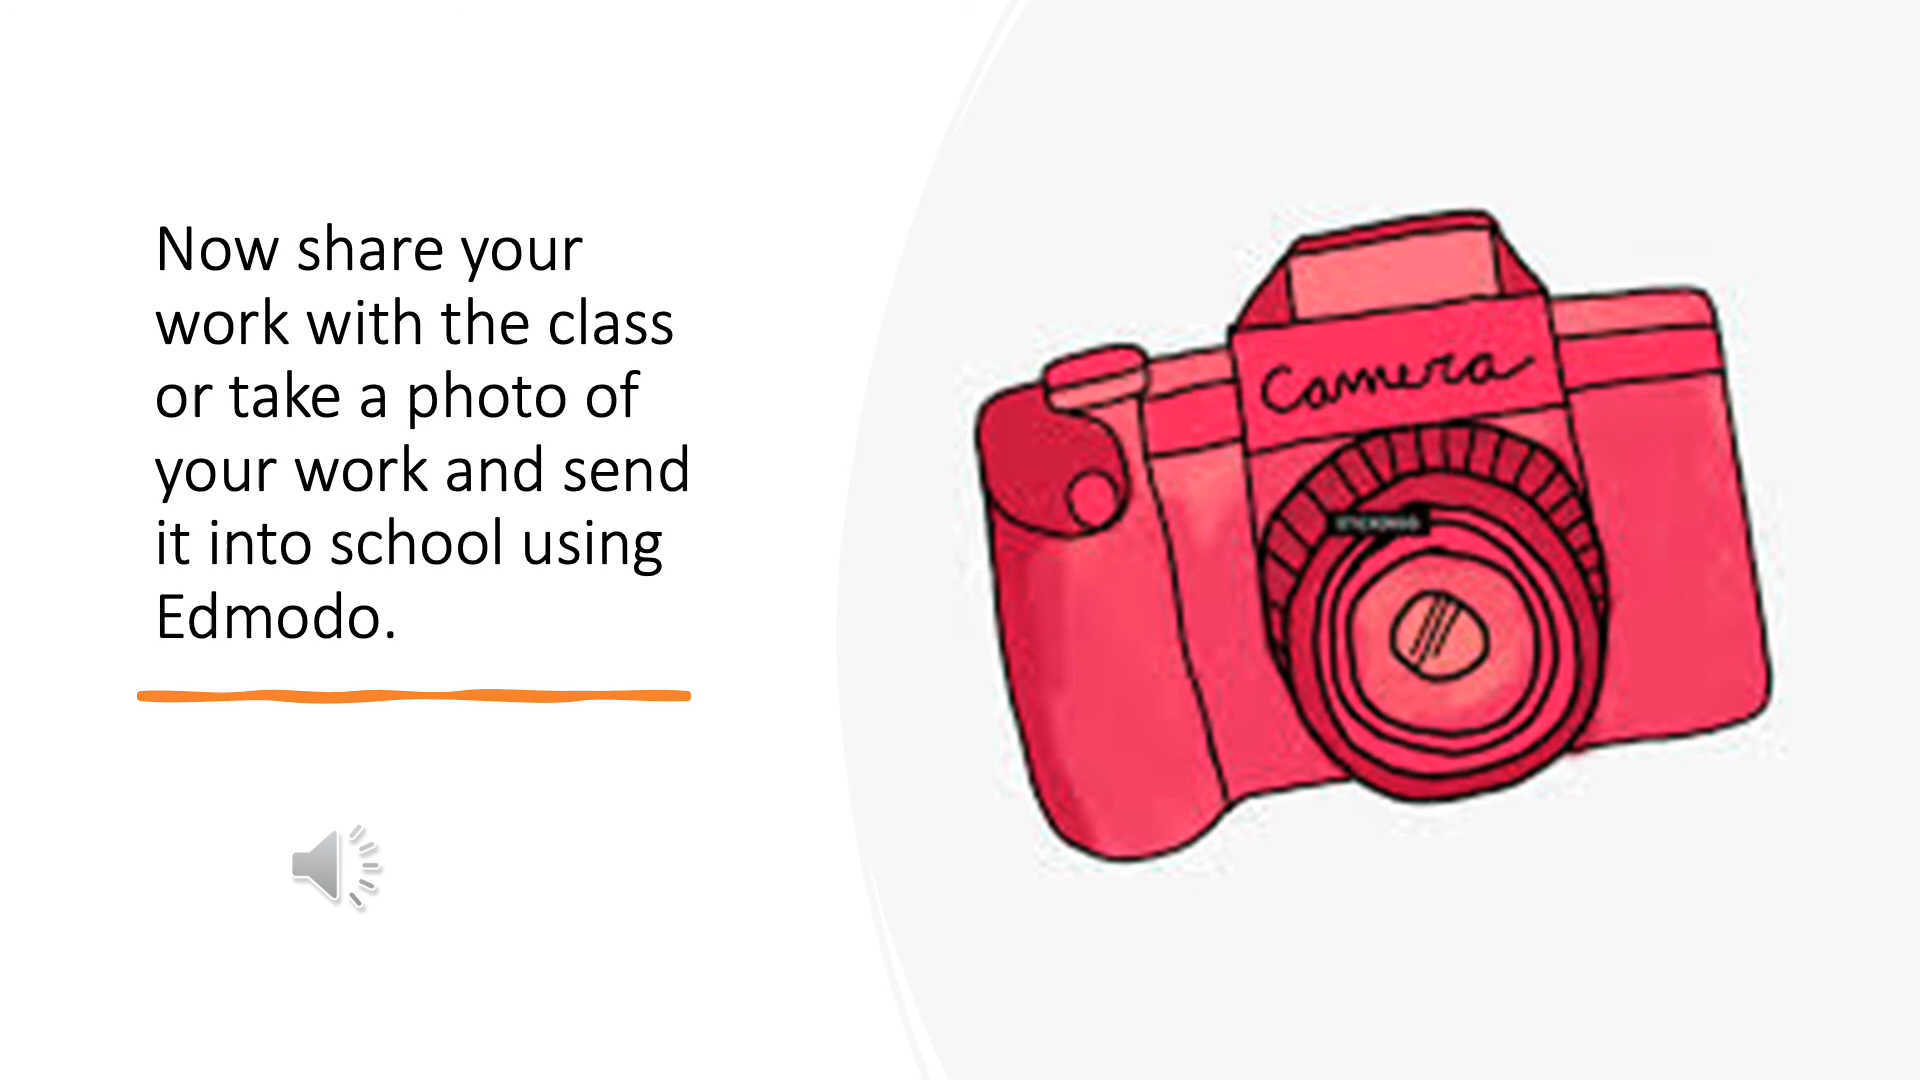 Now share your
work with the class
or take a photo of
your work and send
it into school using
Edmodo.
Camera